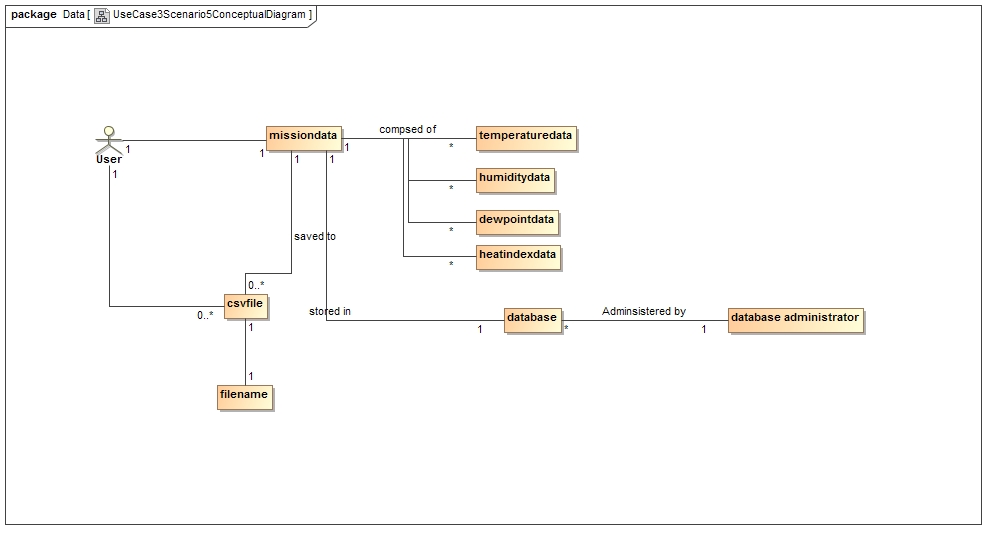 package Data [ UseCase3Scenario5ConceptualDiagram ]
compsed of
missiondata
temperaturedata
User
1
1
1
*
1
1
1
humiditydata
*
dewpointdata
*
saved to
heatindexdata
*
0..*
csvfile
0..*
stored in
database
Adminsistered by
database administrator
1
*
1
1
1
filename